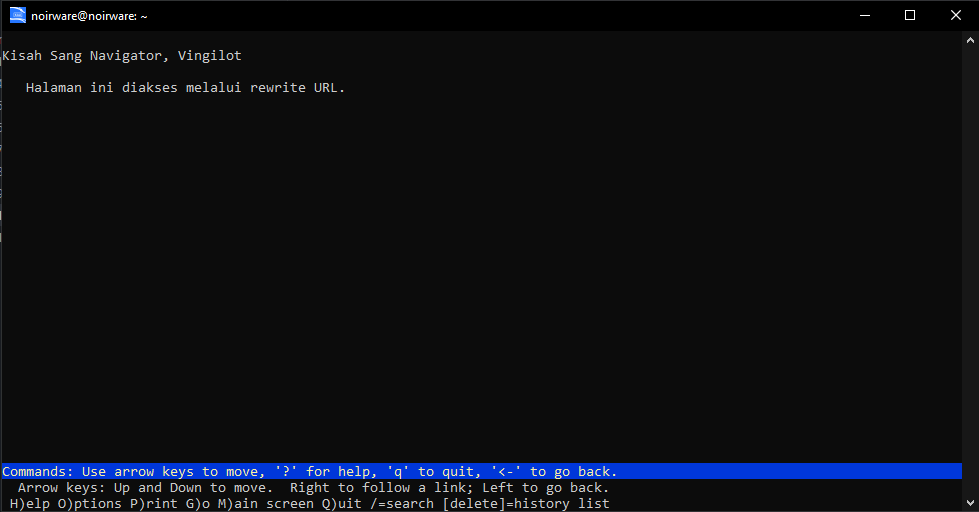 noirware@noirware: ~
Kisah Sang Navigator, Vingilot
Halaman ini diakses melalui rewrite URL.
Commands: Use arrow keys to move, '?' for help, 'q' to quit, '<-' to go back.
Arrow keys: Up and Down to move.  Right to follow a link; Left to go back.
H)elp O)ptions P)rint G)o M)ain screen Q)uit /=search [delete]=history list